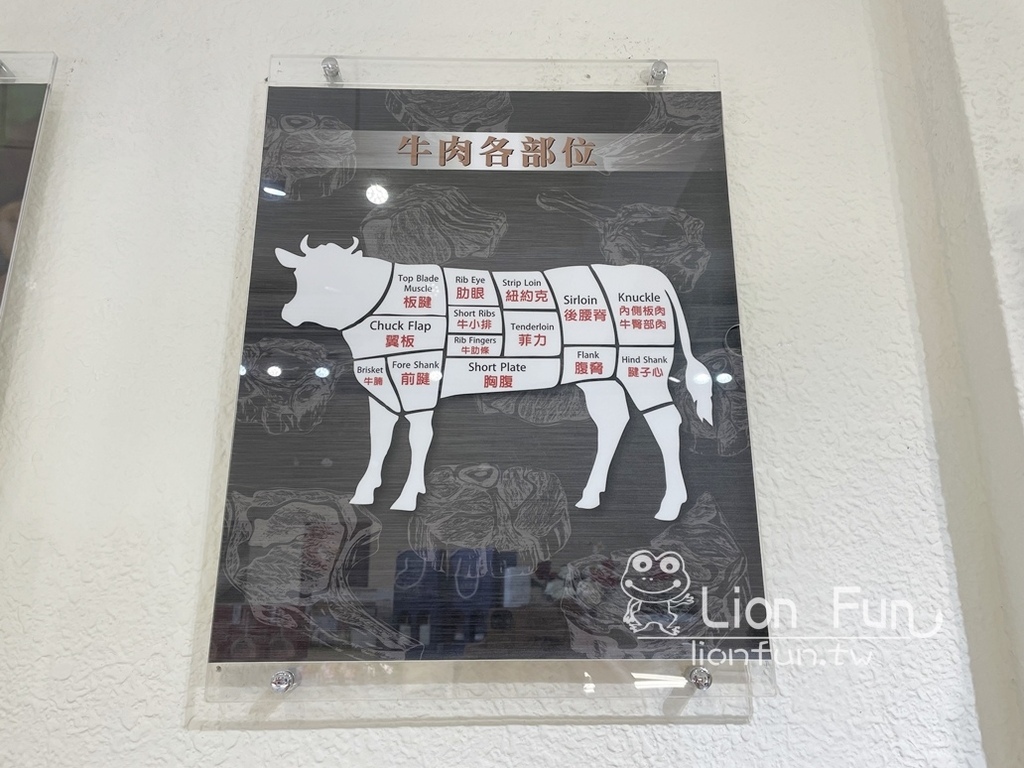 牛肉各部位
Top Blade
Muscle
板腱
Rib Eye
肋眼
Strip Loin
紐約克
Sirloin
後腰脊
Knuckle
內側板肉
牛臀部肉
Chuck Flap
翼板
Short Ribs
牛小排
Rib Fingers
牛肋條
Tenderloin
菲力
Brisket
牛腩
Fore Shank
前腱
Short Plate
胸腹
Flank
腹脅
Hind Shank
腱子心
Lion Fun
lionfun.tw